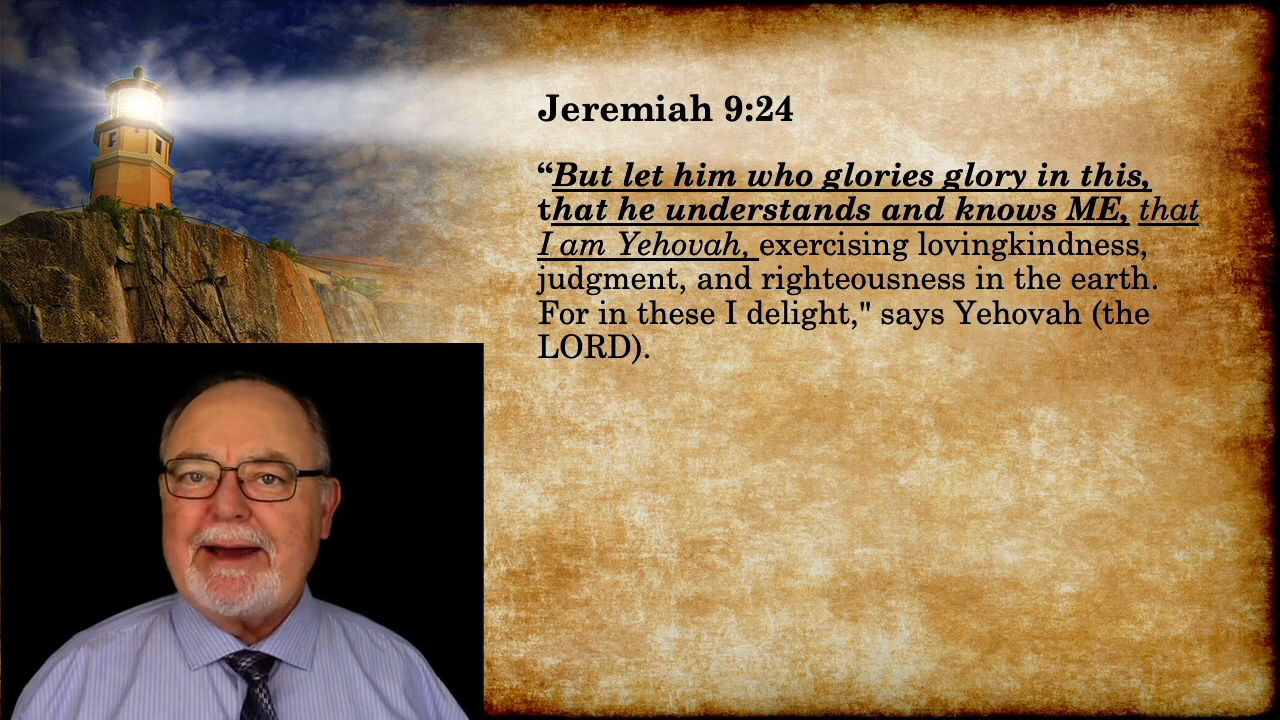 Jeremiah 9:24
“But let him who glories glory in this,
that he understands and knows ME, that
I am Yehovah, exercising lovingkindness,
judgment, and righteousness in the earth.
For in these I delight," says Yehovah (the
LORD).